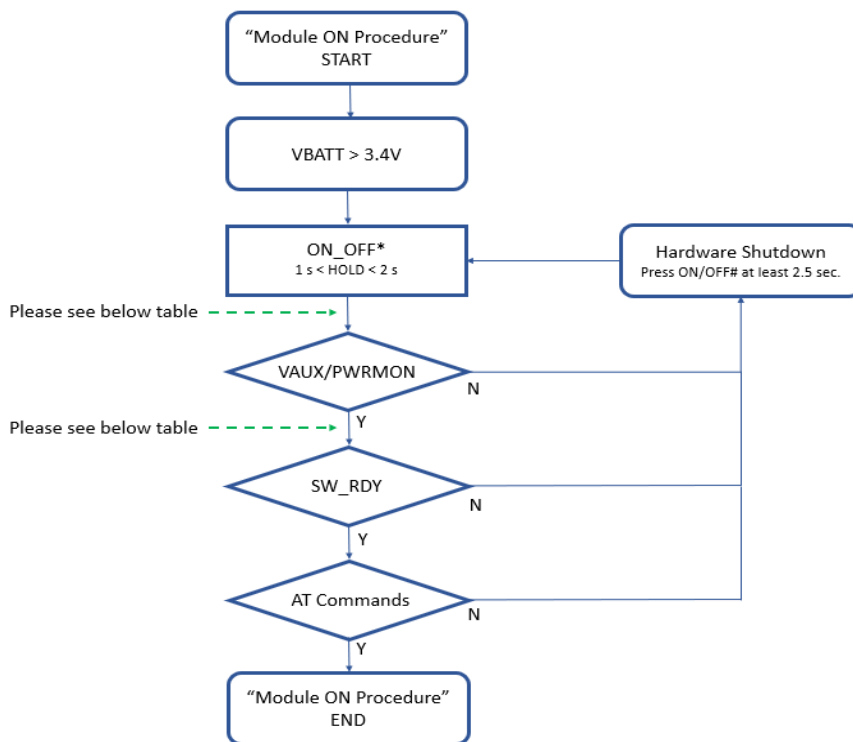 “Module ON Procedure”
START
VBATT > 3.4V
ON_OFF*
1 s < HOLD < 2 s
Hardware Shutdown
Press ON/OFF# at least 2.5 sec.
Please see below table
VAUX/PWRMON
N
Y
Please see below table
SW_RDY
N
Y
AT Commands
N
Y
“Module ON Procedure”
END